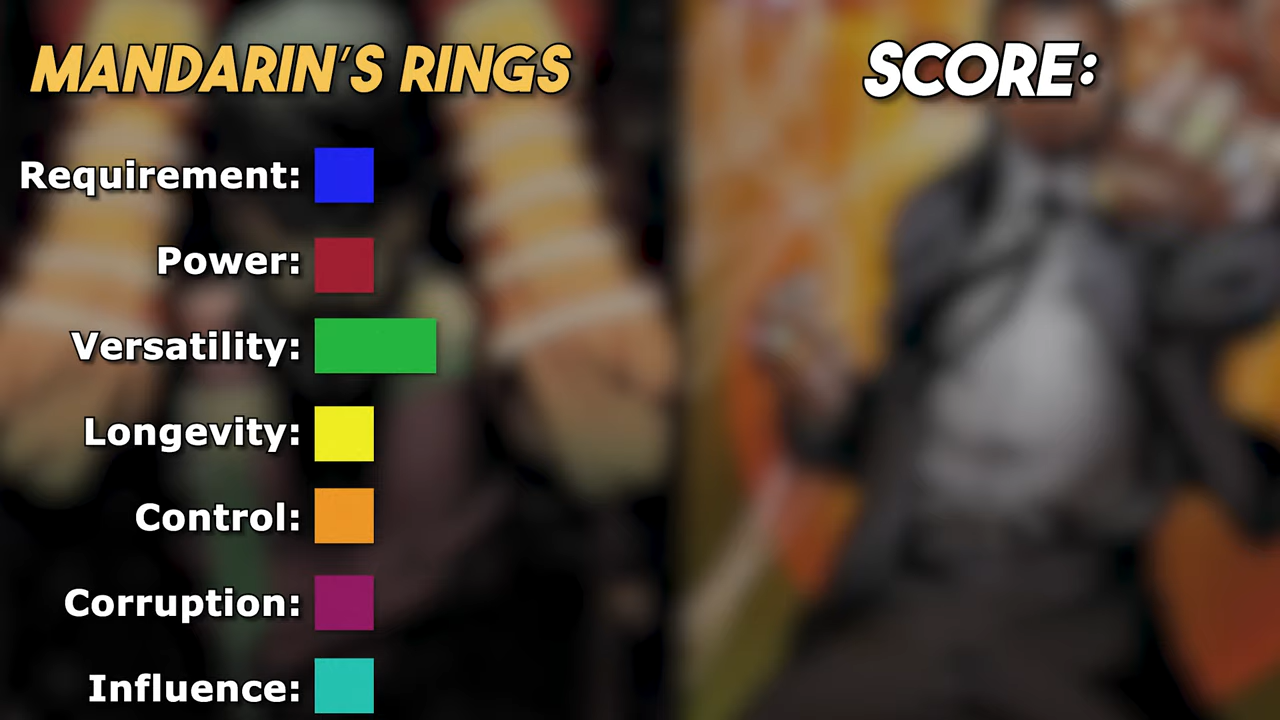 MANDARIN'S RINGS
SCORE:
Requirement:
Power:
Versatility:
Longevity:
Control:
Corruption:
Influence: